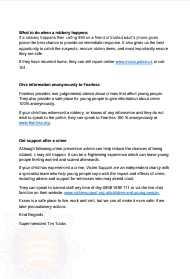 What to do when a robbery happens
If a robbery happens then calling 999 on a friend or trusted adult's phone gives
police the best chance to provide an immediate response. It also gives us the best
opportunity to catch the suspects, recover stolen items, and most importantly ensure
they are safe.
If they have returned home, they can still report online www.essex.police.uk or call
101.
Give information anonymously to Fearless
Fearless provides non-judgemental advice about crimes that affect young people.
They also provide a safe place for young people to give information about crime
100% anonymously.
If your child has witnessed a robbery, or knows of any information and they do not
wish to speak to the police, they can speak to Fearless 100% anonymously at
www.fearless.org.
Get support after a crime
Although following crime prevention advice can help reduce the chances of being
robbed, it may still happen. It can be a frightening experience which can leave young
people feeling worried and scared afterwards.
If your child has experienced a crime, Victim Support are an independent charity with
a specialist team who help young people cope with the impact and effects of crime,
including advice and support for witnesses who may attend court.
They can speak to trained staff any time of day 0808 1689 111 or via the live chat
function on their website: www.victimsupport.org.uk/children-and-young-people.
Essex is a safe place to live, work and visit, but we can all make it even safer if we
take precautionary actions.
Kind Regards
Superintendent Tim Tubbs